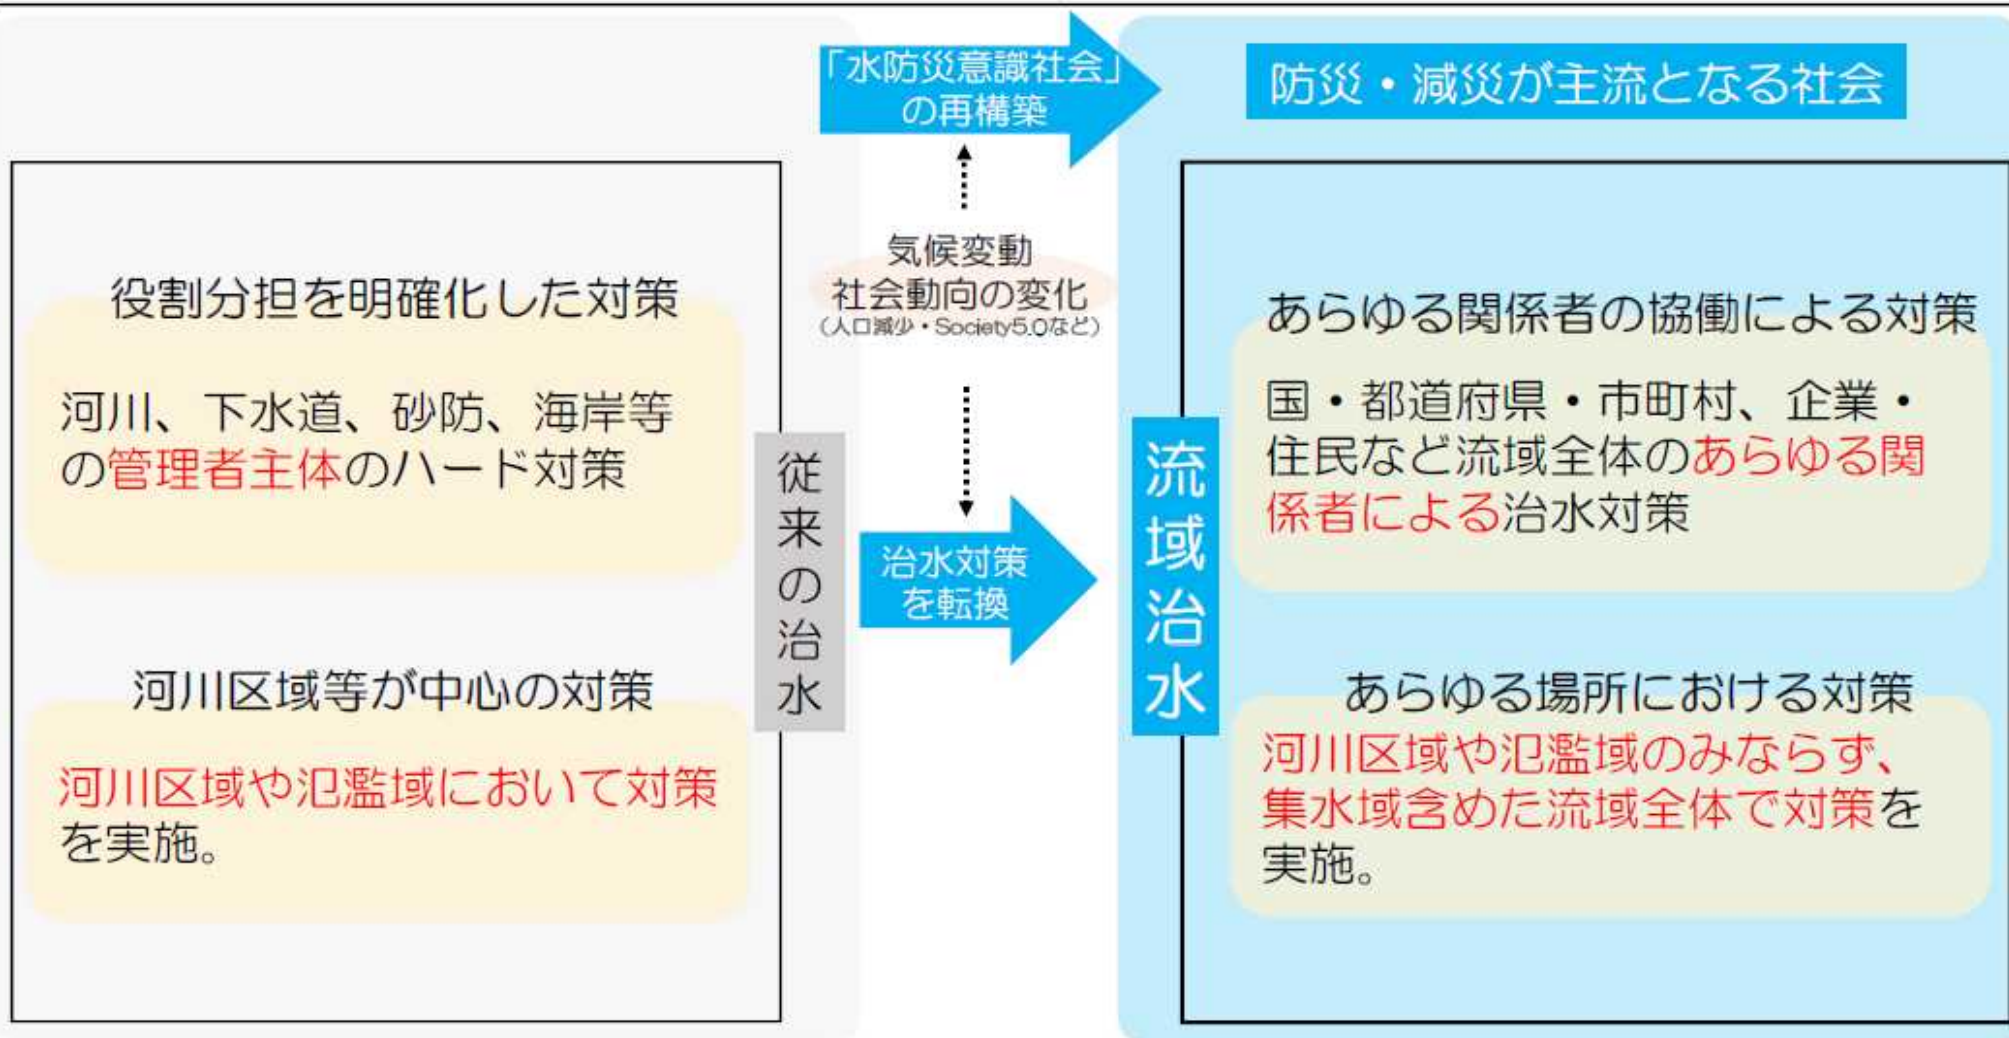 「水防災意識社会」
の再構築
防災・減災が主流となる社会
役割分担を明確化した対策
河川、下水道、砂防、海岸等
の管理者主体のハード対策
河川区域等が中心の対策
河川区域や氾濫域において対策
を実施。
従来の治水
気候変動
社会動向の変化
(人口減少・Society5.0など)
治水対策
を転換
流域治水
あらゆる関係者の協働による対策
国・都道府県・市町村、企業・
住民など流域全体のあらゆる関
係者による治水対策
あらゆる場所における対策
河川区域や氾濫域のみならず、
集水域含めた流域全体で対策を
実施。